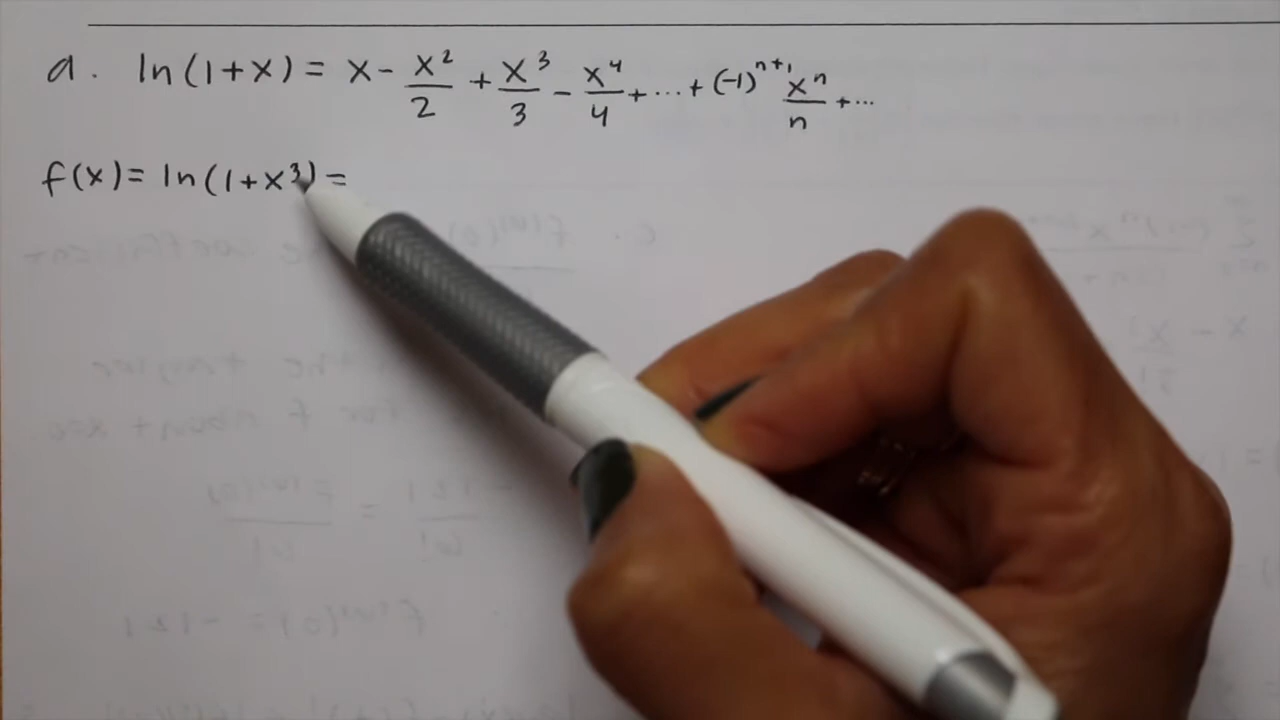 a. ln(1+x) = x - x²/2 + x³/3 - x⁴/4 + ... + (-1)ⁿ⁺¹ xⁿ/n + ...
f(x) = ln(1+x³) =